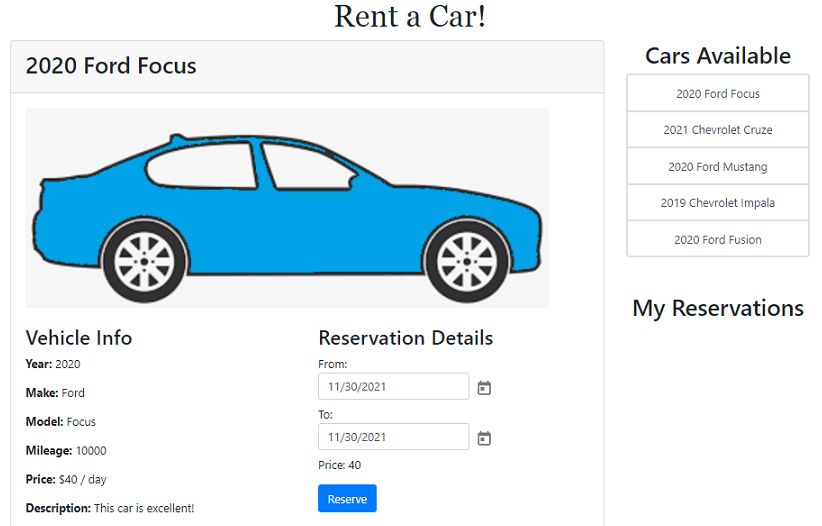 Rent a Car!
2020 Ford Focus
Vehicle Info
Year: 2020
Make: Ford
Model: Focus
Mileage: 10000
Price: $40 / day
Description: This car is excellent!
Reservation Details
From:
11/30/2021
To:
11/30/2021
Price: 40
Reserve
Cars Available
2020 Ford Focus
2021 Chevrolet Cruze
2020 Ford Mustang
2019 Chevrolet Impala
2020 Ford Fusion
My Reservations